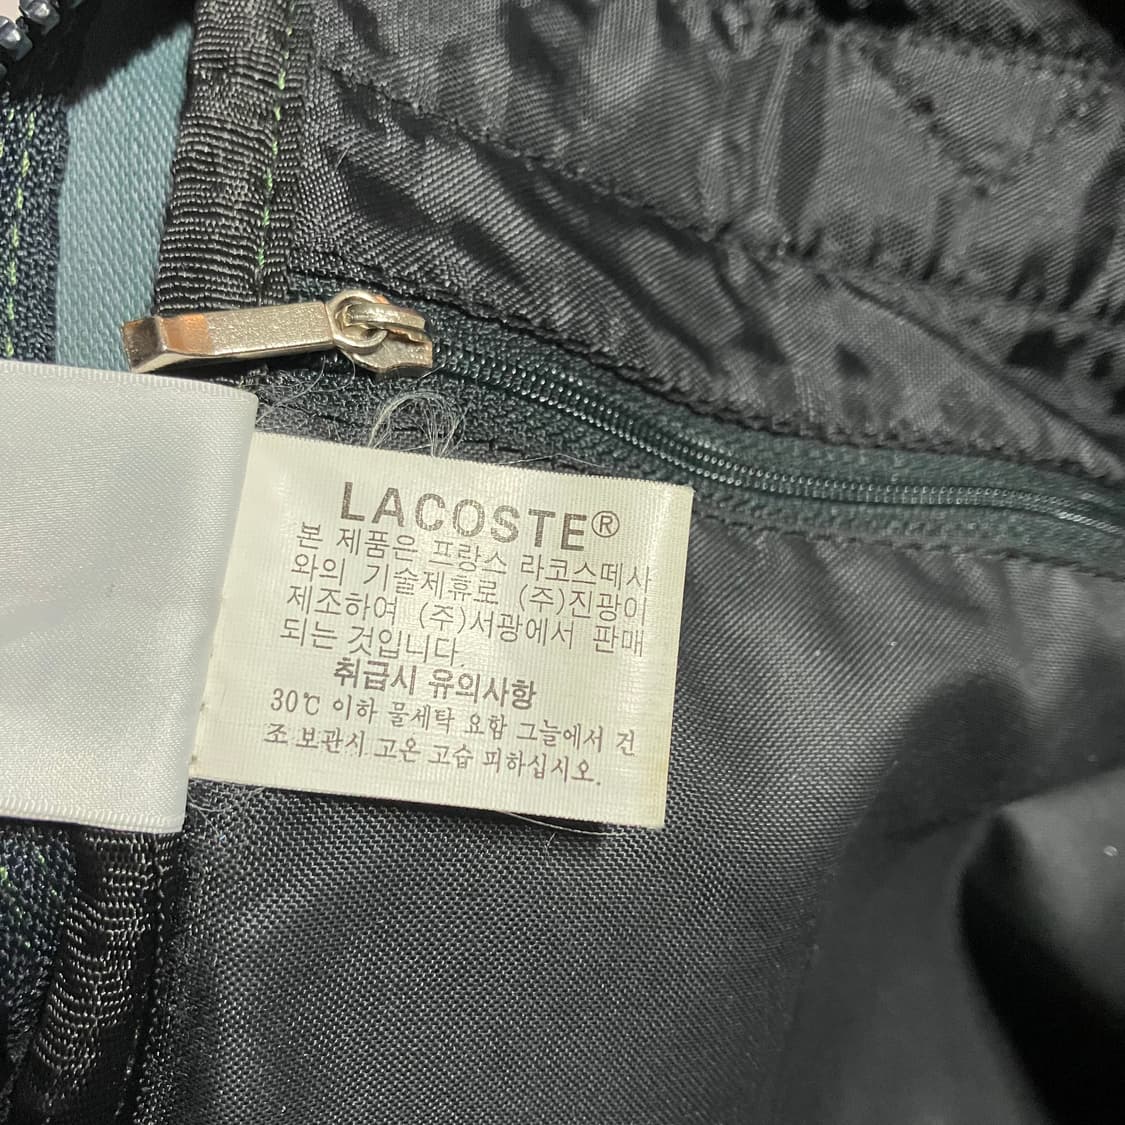 LACOSTE®
본 제품은 프랑스 라코스떼사
와의 기술제휴로 (주)진광이
제조하여 (주)서광에서 판매
되는 것입니다.
취급시 유의사항
30℃ 이하 물세탁 요함 그늘에서 건
조 보관시 고온 고습 피하십시오.